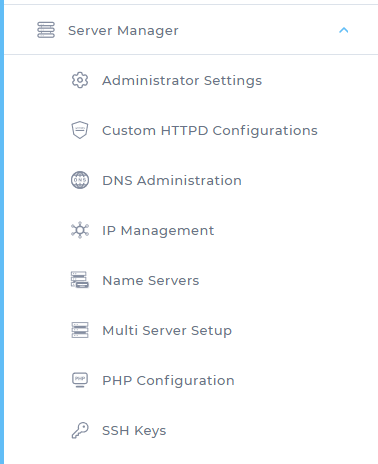 Server Manager
Administrator Settings
Custom HTTPD Configurations
DNS Administration
IP Management
Name Servers
Multi Server Setup
PHP Configuration
SSH Keys